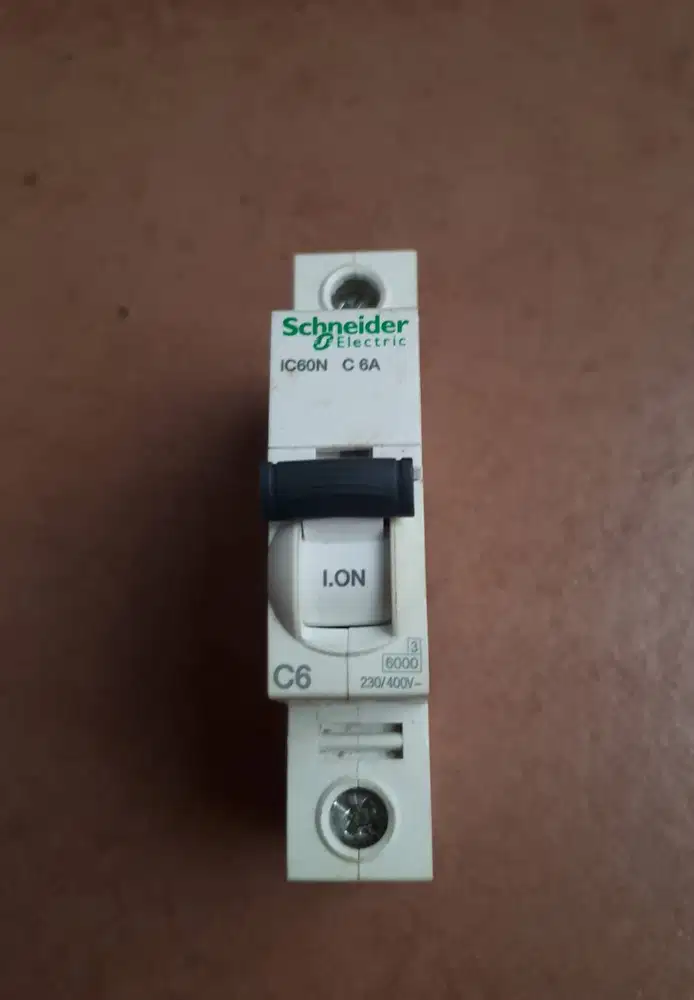 Schneider
Electric
IC60N C 6A
I.ON
3
6000
C6
230/400V~